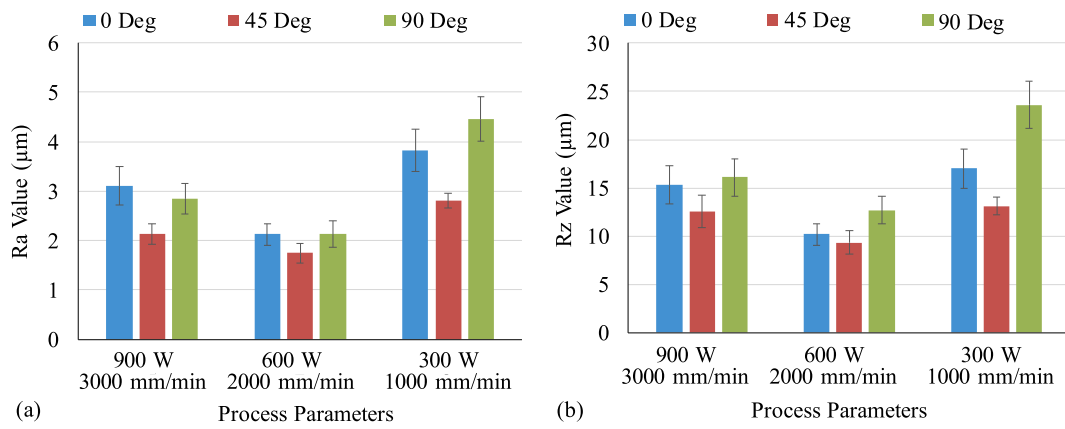 0 Deg 45 Deg 90 Deg
6
5
4
3
2
1
0
Ra Value (μm)
900 W
3000 mm/min
600 W
2000 mm/min
300 W
1000 mm/min
(a)
Process Parameters
0 Deg 45 Deg 90 Deg
30
25
20
15
10
5
0
Rz Value (μm)
900 W
3000 mm/min
600 W
2000 mm/min
300 W
1000 mm/min
(b)
Process Parameters